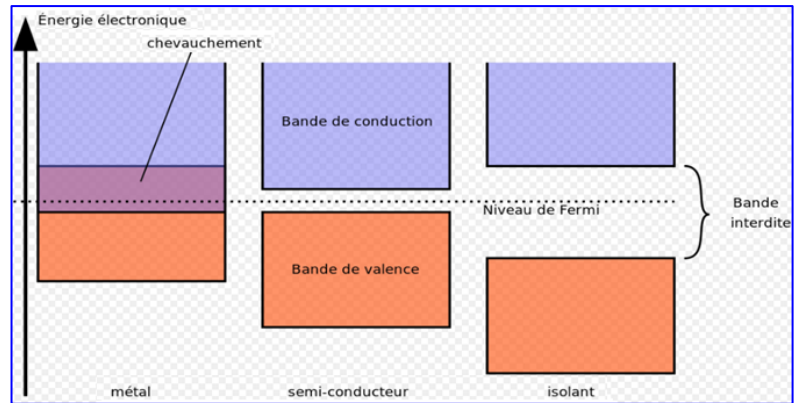 Énergie électronique
chevauchement
Bande de conduction
Niveau de Fermi
Bande
interdite
Bande de valence
métal
semi-conducteur
isolant